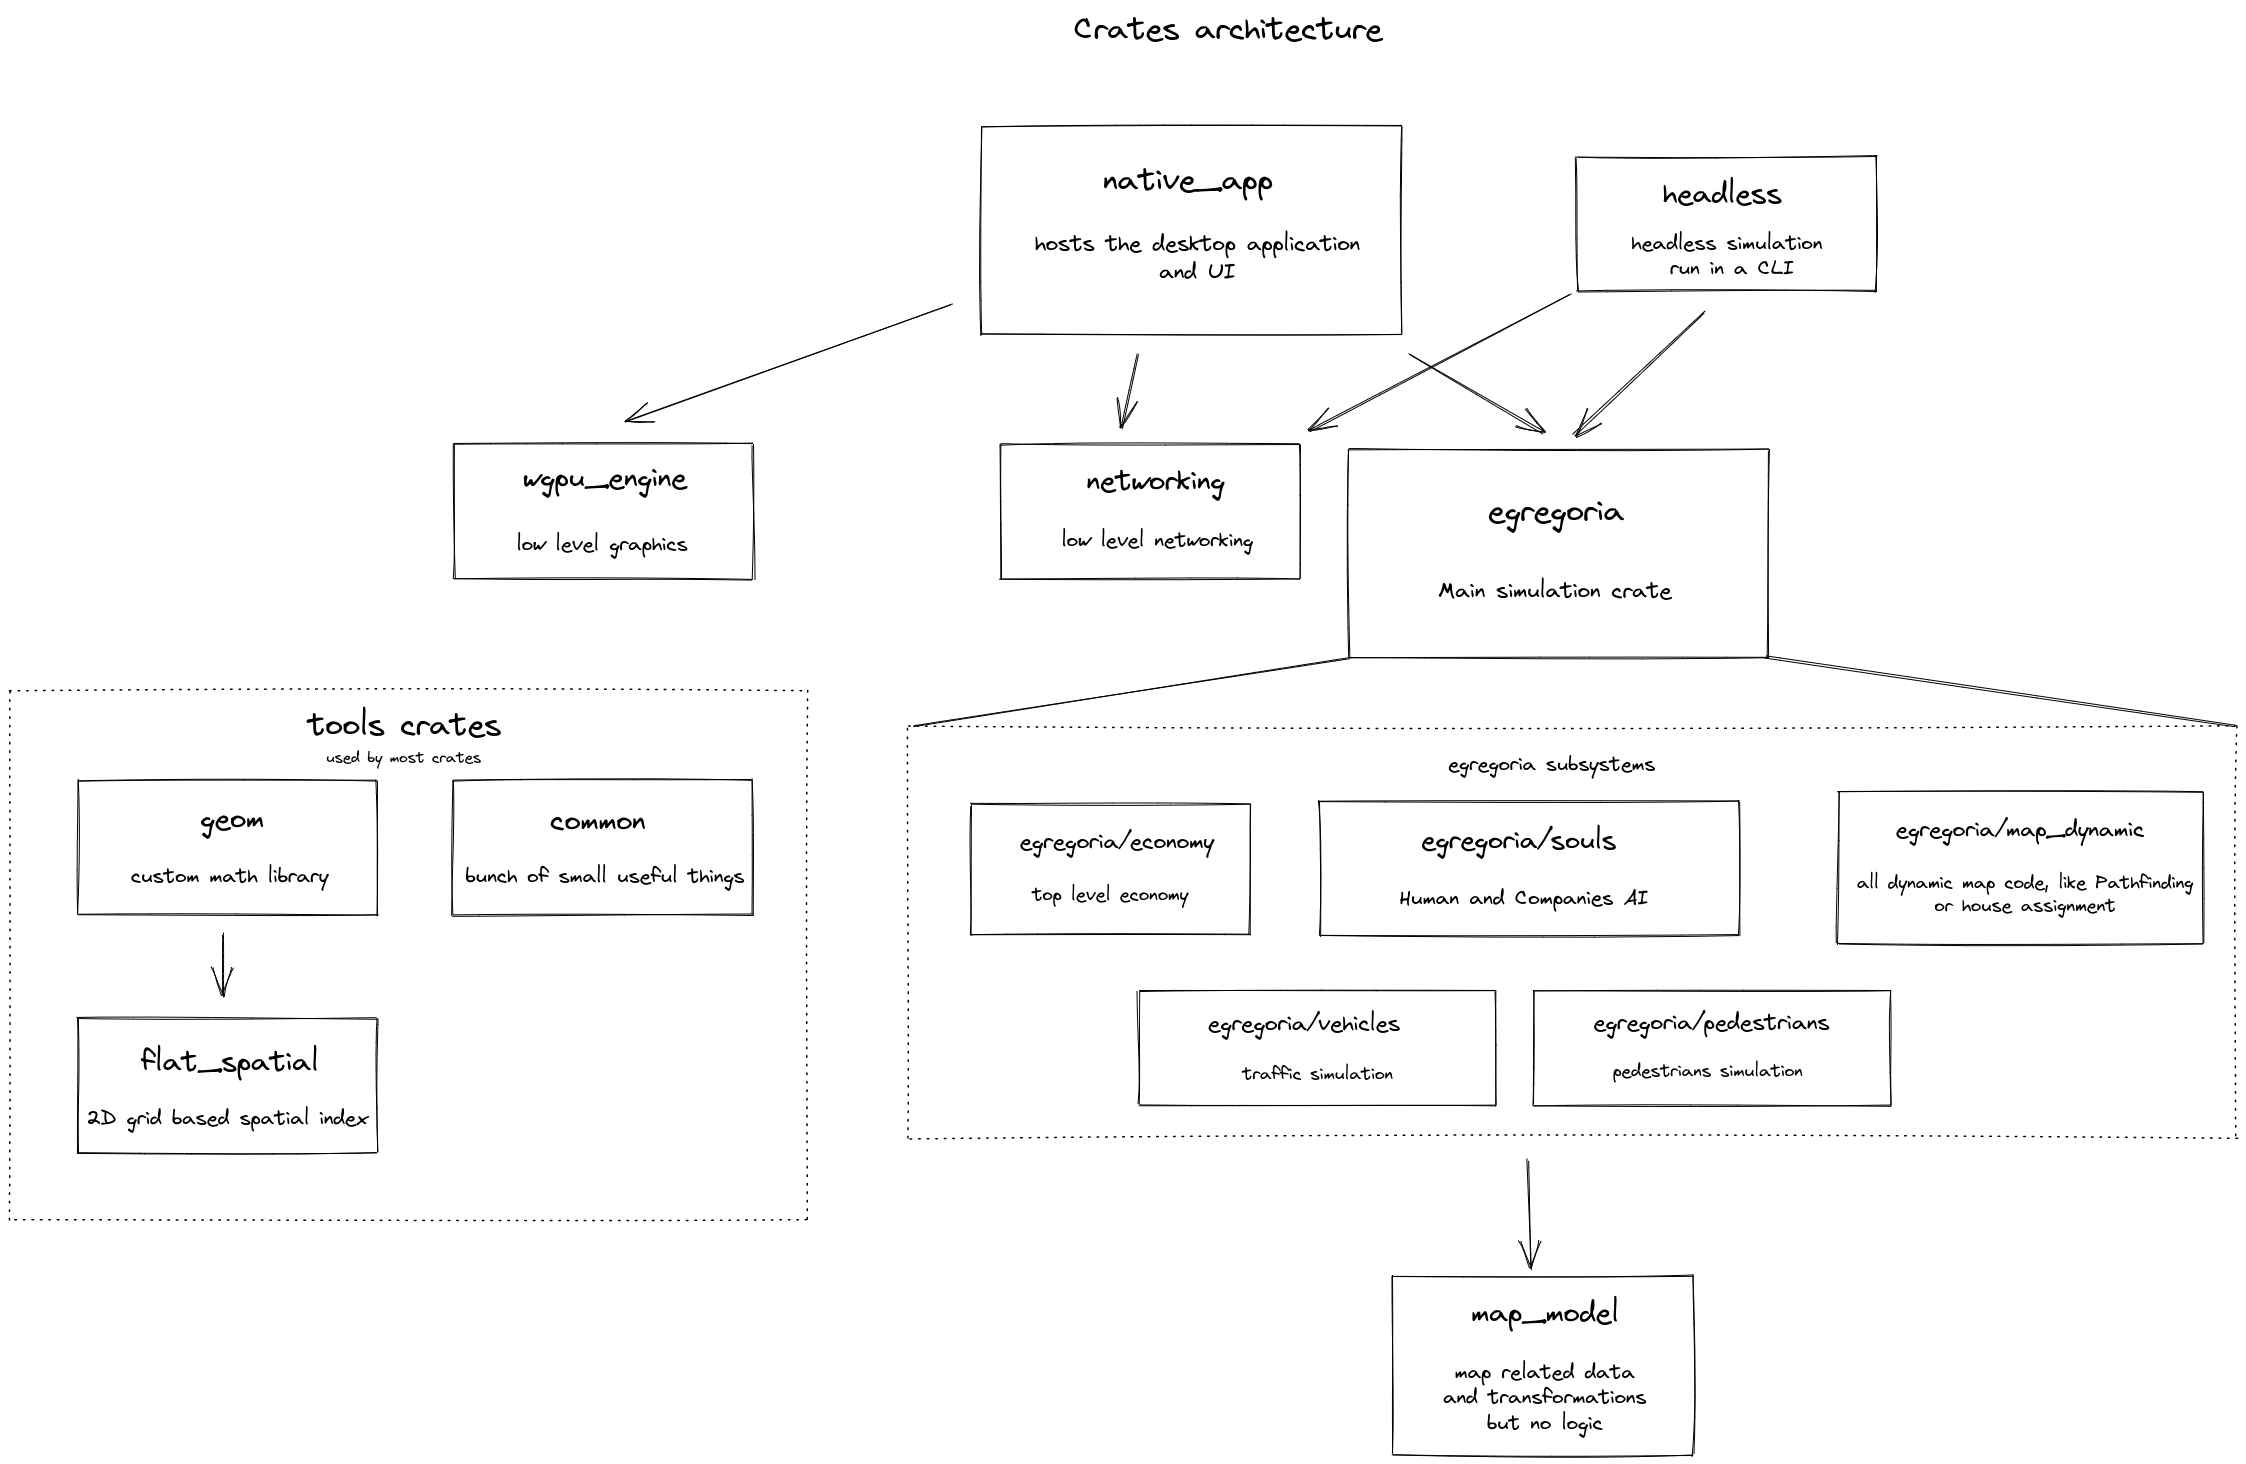 Crates architecture
native_app
hosts the desktop application
and UI
headless
headless simulation
run in a CLI
wgpu_engine
low level graphics
networking
low level networking
egregoria
Main simulation crate
tools crates
used by most crates
geom
custom math library
common
bunch of small useful things
flat_spatial
2D grid based spatial index
egregoria subsystems
egregoria/economy
top level economy
egregoria/souls
Human and Companies AI
egregoria/map_dynamic
all dynamic map code, like Pathfinding
or house assignment
egregoria/vehicles
traffic simulation
egregoria/pedestrians
pedestrians simulation
map_model
map related data
and transformations
but no logic